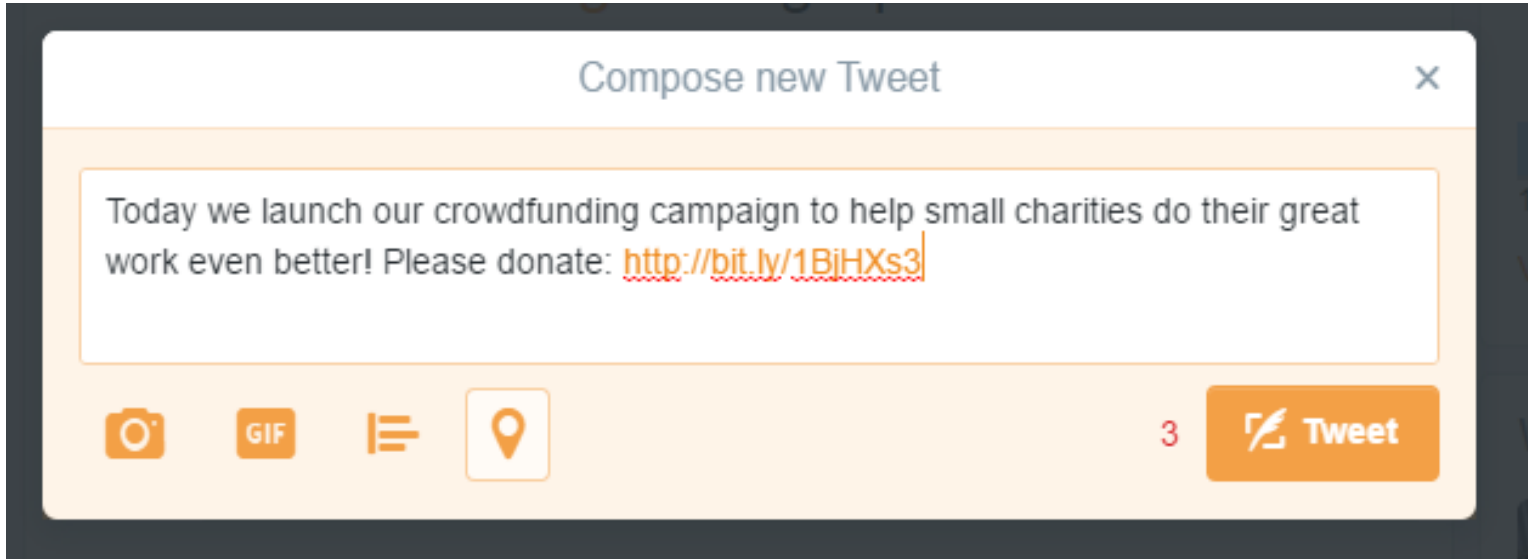 Compose new Tweet ×
Today we launch our crowdfunding campaign to help small charities do their great
work even better! Please donate: http://bit.ly/1BjHXs3
GIF 3 Tweet